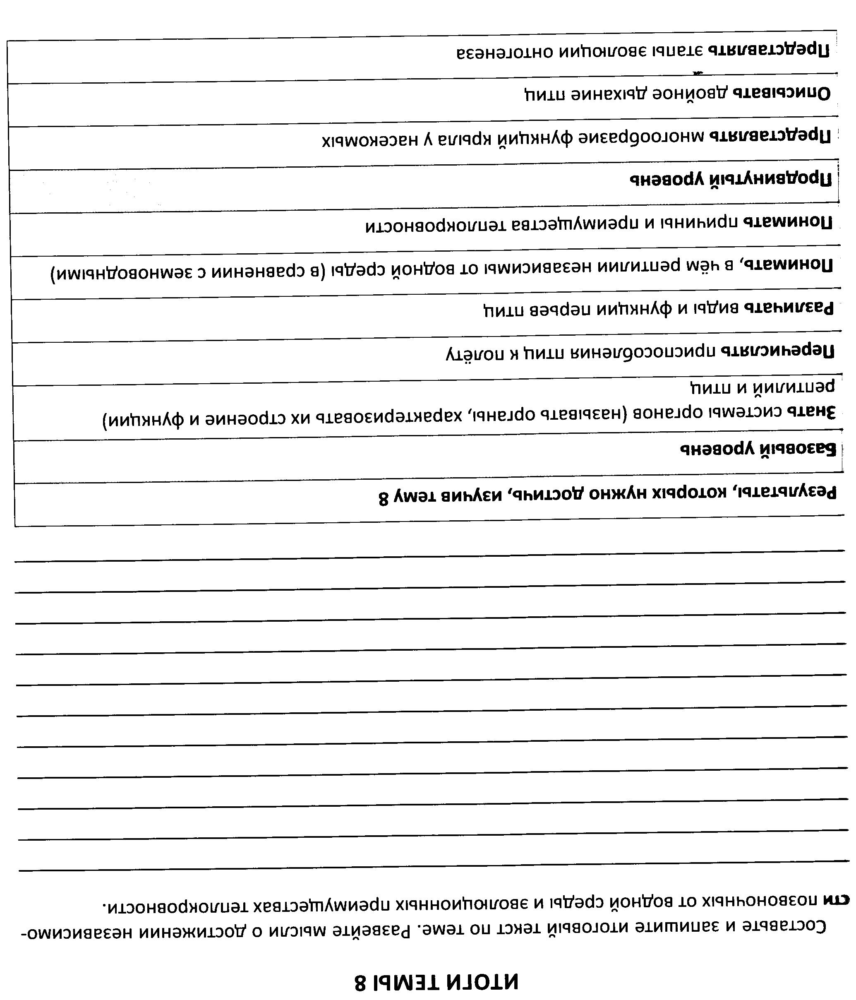 ИТОГИ ТЕМЫ 8
Составьте и запишите итоговый текст по теме. Развейте мысли о достижении независимо-
сти позвоночных от водной среды и эволюционных преимуществах теплокровности.
Результаты, которых нужно достичь, изучив тему 8
Базовый уровень
Знать системы органов (называть органы, характеризовать их строение и функции)
рептилий и птиц
Перечислять приспособления птиц к полёту
Различать виды и функции перьев птиц
Понимать, в чём рептилии независимы от водной среды (в сравнении с земноводными)
Понимать причины и преимущества теплокровности
Продвинутый уровень
Представлять многообразие функций крыла у насекомых
Описывать двойное дыхание птиц
Представлять этапы эволюции онтогенеза